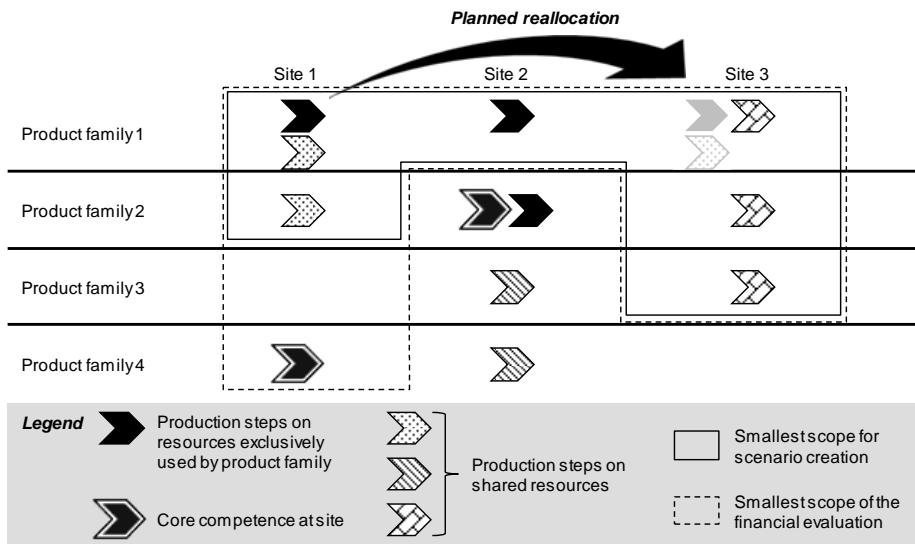 Planned reallocation
Site 1
Site 2
Site 3
Product family 1
Product family 2
Product family 3
Product family 4
Legend
Production steps on
resources exclusively
used by product family
Core competence at site
Production steps on
shared resources
Smallest scope for
scenario creation
Smallest scope of the
financial evaluation